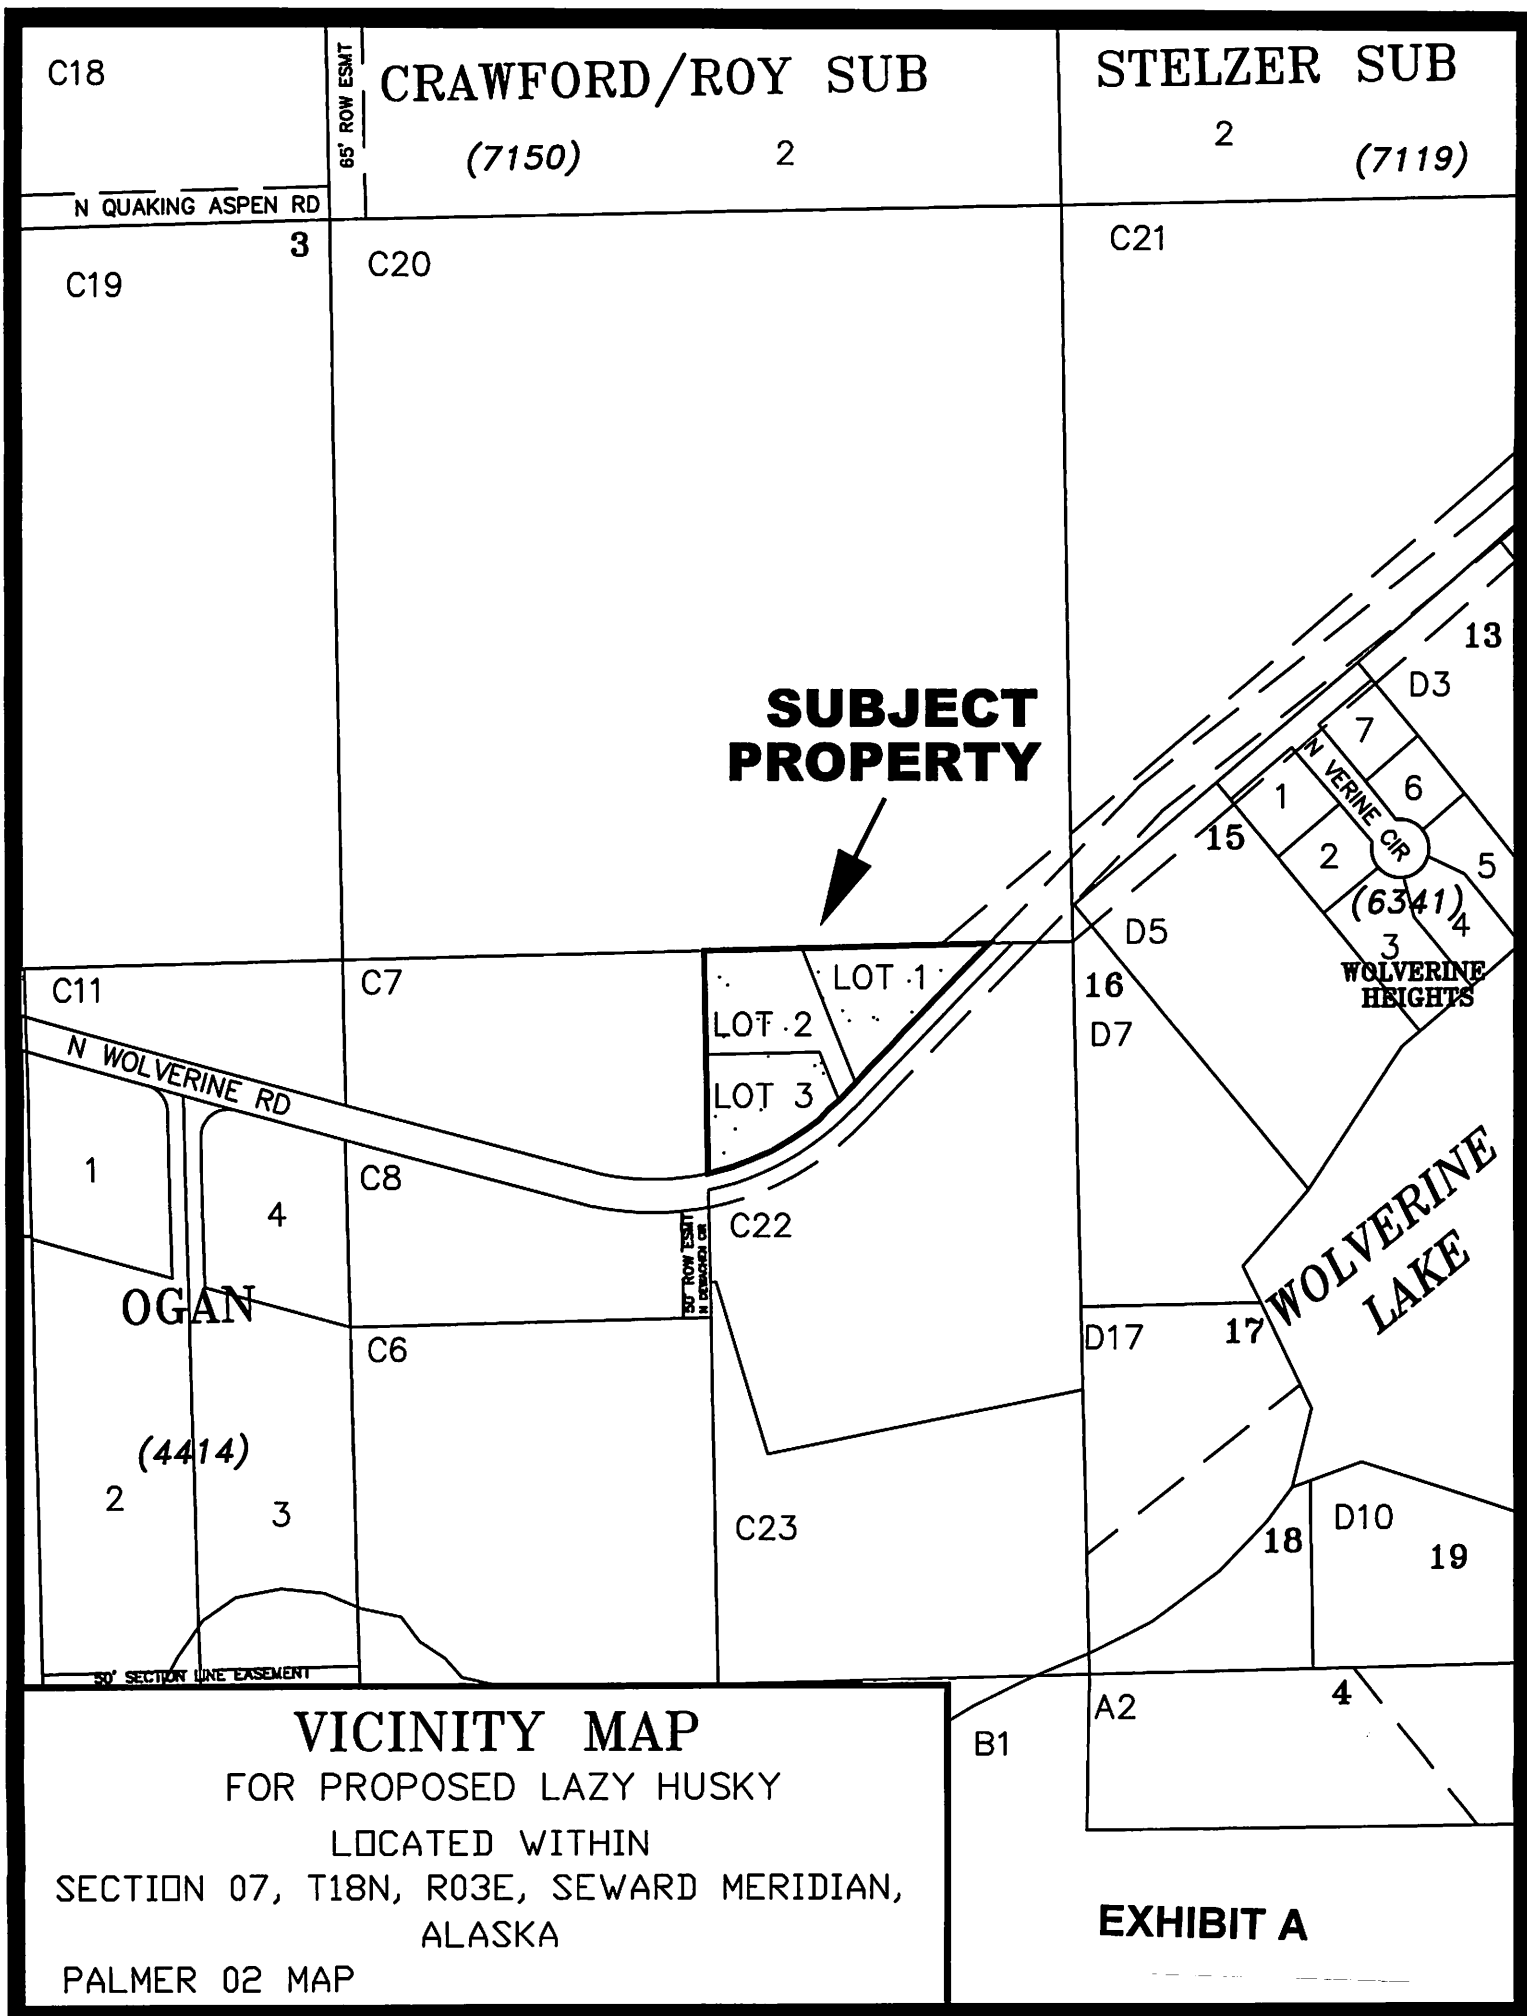 C18
65' ROW ESMT
CRAWFORD/ROY SUB
(7150)
2
STELZER SUB
2
(7119)
N QUAKING ASPEN RD
3
C19
C20
C21
13
D3
SUBJECT
PROPERTY
7
N VERINE CIR
6
1
15
2
5
(6341)
4
3
WOLVERINE
HEIGHTS
D5
C11
C7
LOT 1
16
LOT 2
D7
N WOLVERINE RD
LOT 3
1
C8
4
C22
50' ROW ESMT
N DEWACHEN CIR
WOLVERINE
LAKE
OGAN
C6
D17
17
(4414)
2
3
C23
18
D10
19
50' SECTION LINE EASEMENT
A2
4
B1
VICINITY MAP
FOR PROPOSED LAZY HUSKY
LOCATED WITHIN
SECTION 07, T18N, R03E, SEWARD MERIDIAN,
ALASKA
PALMER 02 MAP
EXHIBIT A